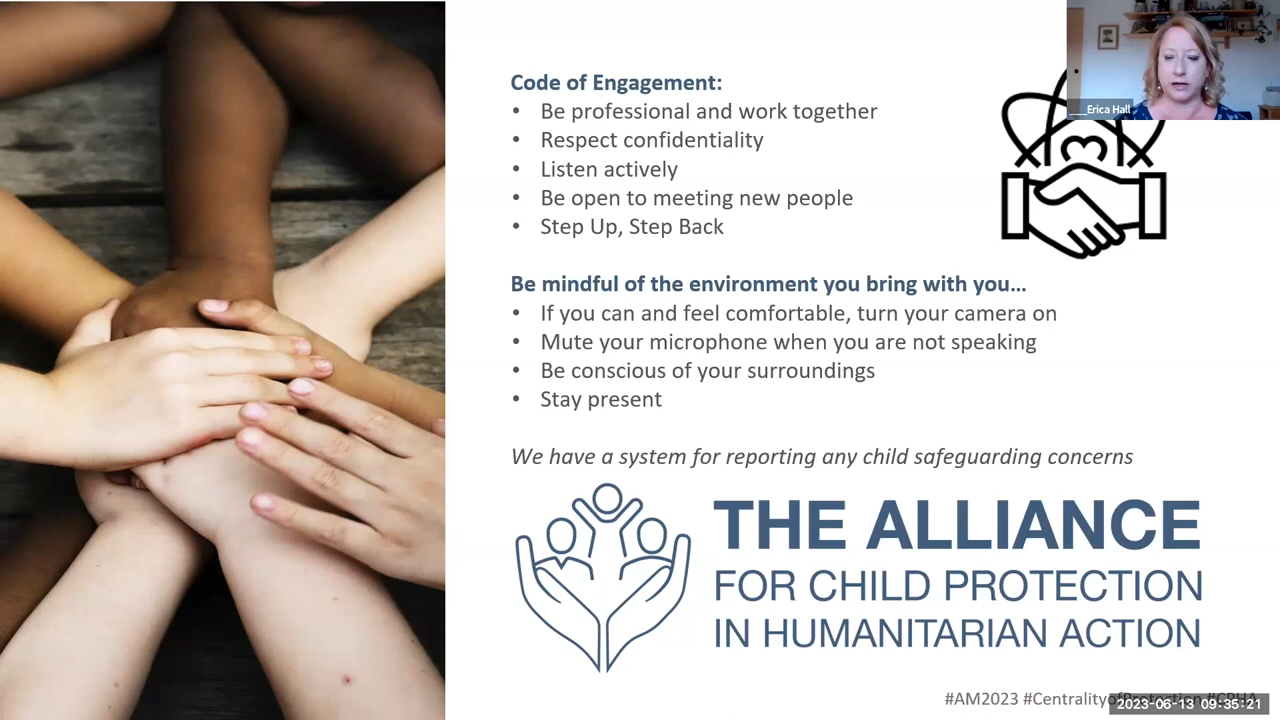 Code of Engagement:
• Be professional and work together
• Respect confidentiality
• Listen actively
• Be open to meeting new people
• Step Up, Step Back
___Erica Hall
Be mindful of the environment you bring with you…
• If you can and feel comfortable, turn your camera on
• Mute your microphone when you are not speaking
• Be conscious of your surroundings
• Stay present
We have a system for reporting any child safeguarding concerns
THE ALLIANCE
FOR CHILD PROTECTION
IN HUMANITARIAN ACTION
#AM2023 #CentralityofProtection #CPHA
2023-06-13 09:35:21